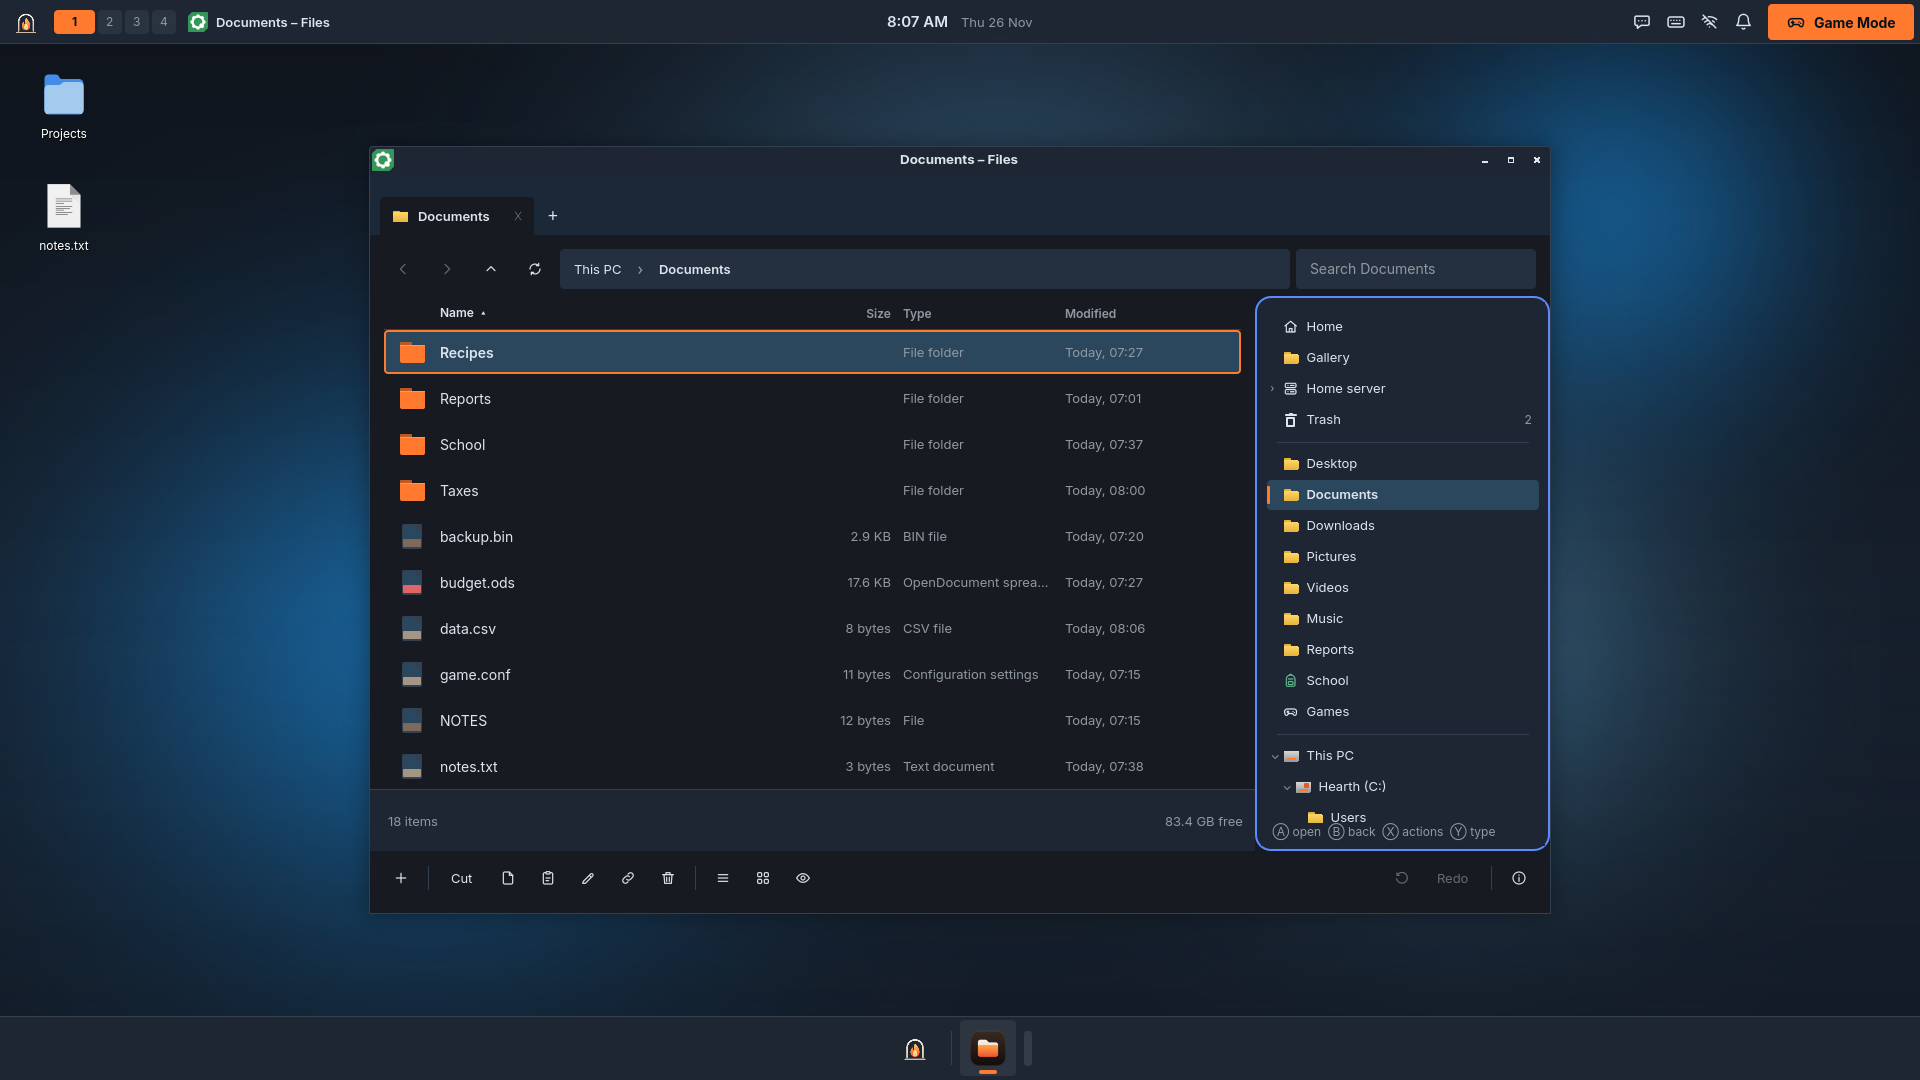 1 2 3 4 Documents – Files 8:07 AM Thu 26 Nov Game Mode
Projects
notes.txt
Documents – Files
Documents X +
This PC › Documents Search Documents
Name Size Type Modified
Recipes File folder Today, 07:27
Reports File folder Today, 07:01
School File folder Today, 07:37
Taxes File folder Today, 08:00
backup.bin 2.9 KB BIN file Today, 07:20
budget.ods 17.6 KB OpenDocument sprea... Today, 07:27
data.csv 8 bytes CSV file Today, 08:06
game.conf 11 bytes Configuration settings Today, 07:15
NOTES 12 bytes File Today, 07:15
notes.txt 3 bytes Text document Today, 07:38
18 items 83.4 GB free
Home
Gallery
Home server
Trash 2
Desktop
Documents
Downloads
Pictures
Videos
Music
Reports
School
Games
This PC
Hearth (C:)
Users
A open B back X actions Y type
Cut Redo